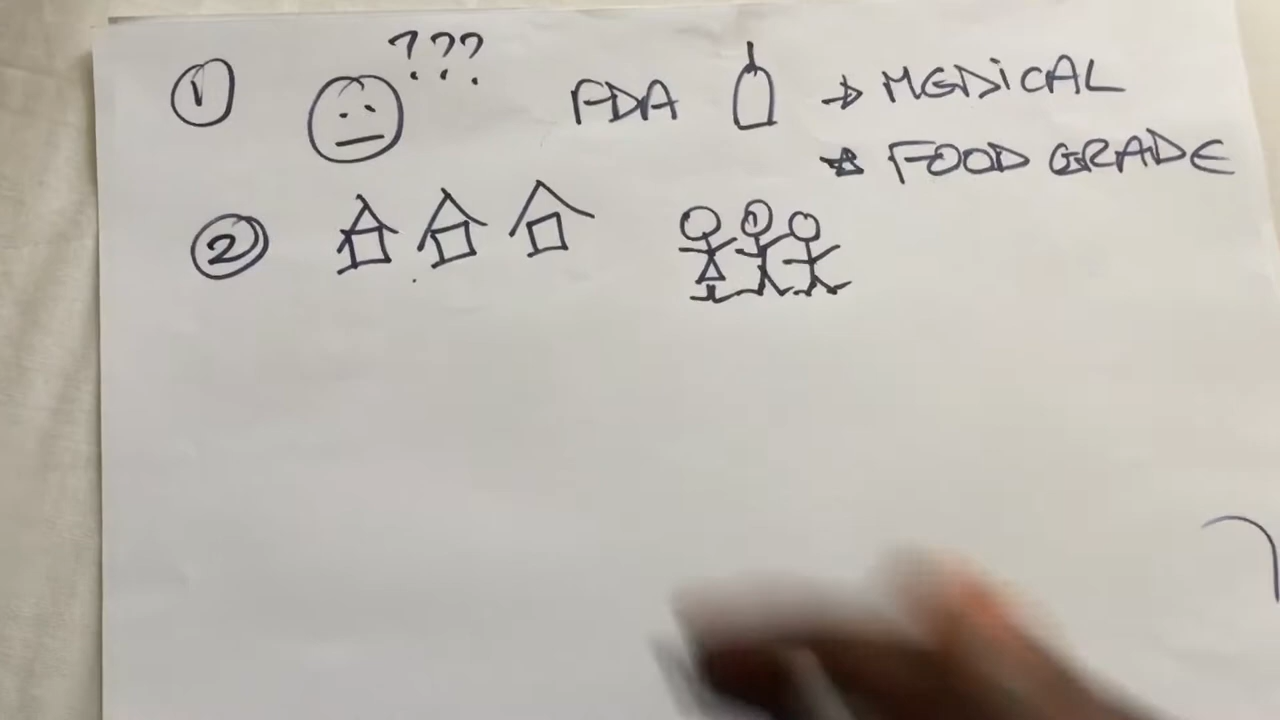 ① ??? FDA → MEDICAL
→ FOOD GRADE
②